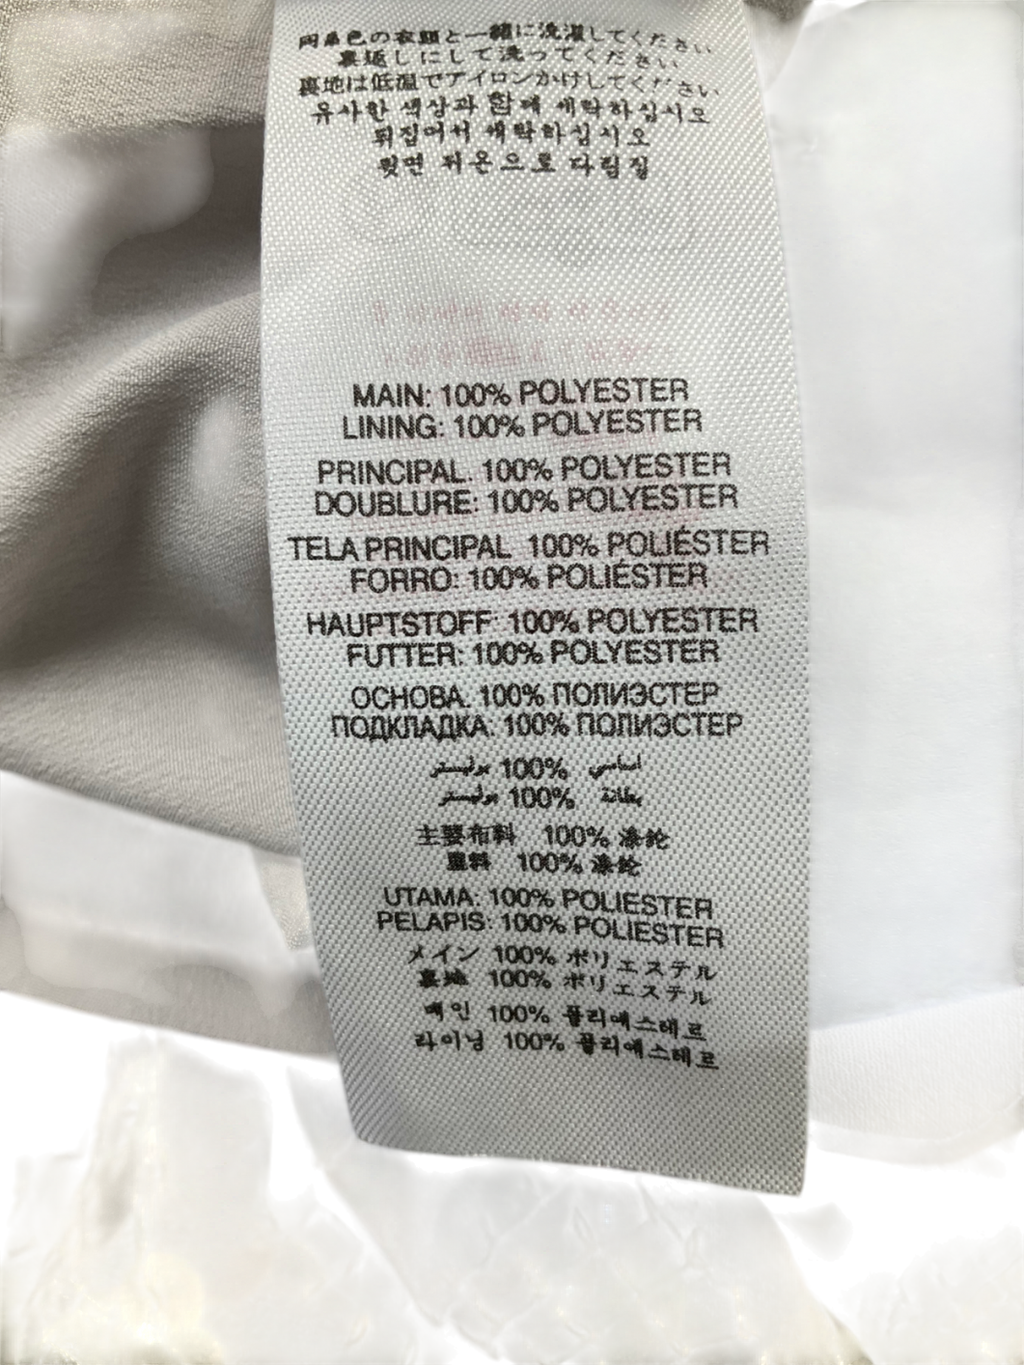 同系色の衣類と一緒に洗濯してください
裏返しにして洗ってください
裏地は低温でアイロンかけしてください
유사한 색상과 함께 세탁하십시오
뒤집어서 세탁하십시오
뒷면 저온으로 다림질
MAIN: 100% POLYESTER
LINING: 100% POLYESTER
PRINCIPAL. 100% POLYESTER
DOUBLURE: 100% POLYESTER
TELA PRINCIPAL 100% POLIÉSTER
FORRO: 100% POLIÉSTER
HAUPTSTOFF: 100% POLYESTER
FUTTER: 100% POLYESTER
ОСНОВА. 100% ПОЛИЭСТЕР
ПОДКЛАДКА: 100% ПОЛИЭСТЕР
اساسي 100% بوليستر
بطانة 100% بوليستر
主要布料 100% 涤纶
里料 100% 涤纶
UTAMA: 100% POLIESTER
PELAPIS: 100% POLIESTER
メイン 100% ポリエステル
裏地 100% ポリエステル
메인 100% 폴리에스테르
라이닝 100% 폴리에스테르